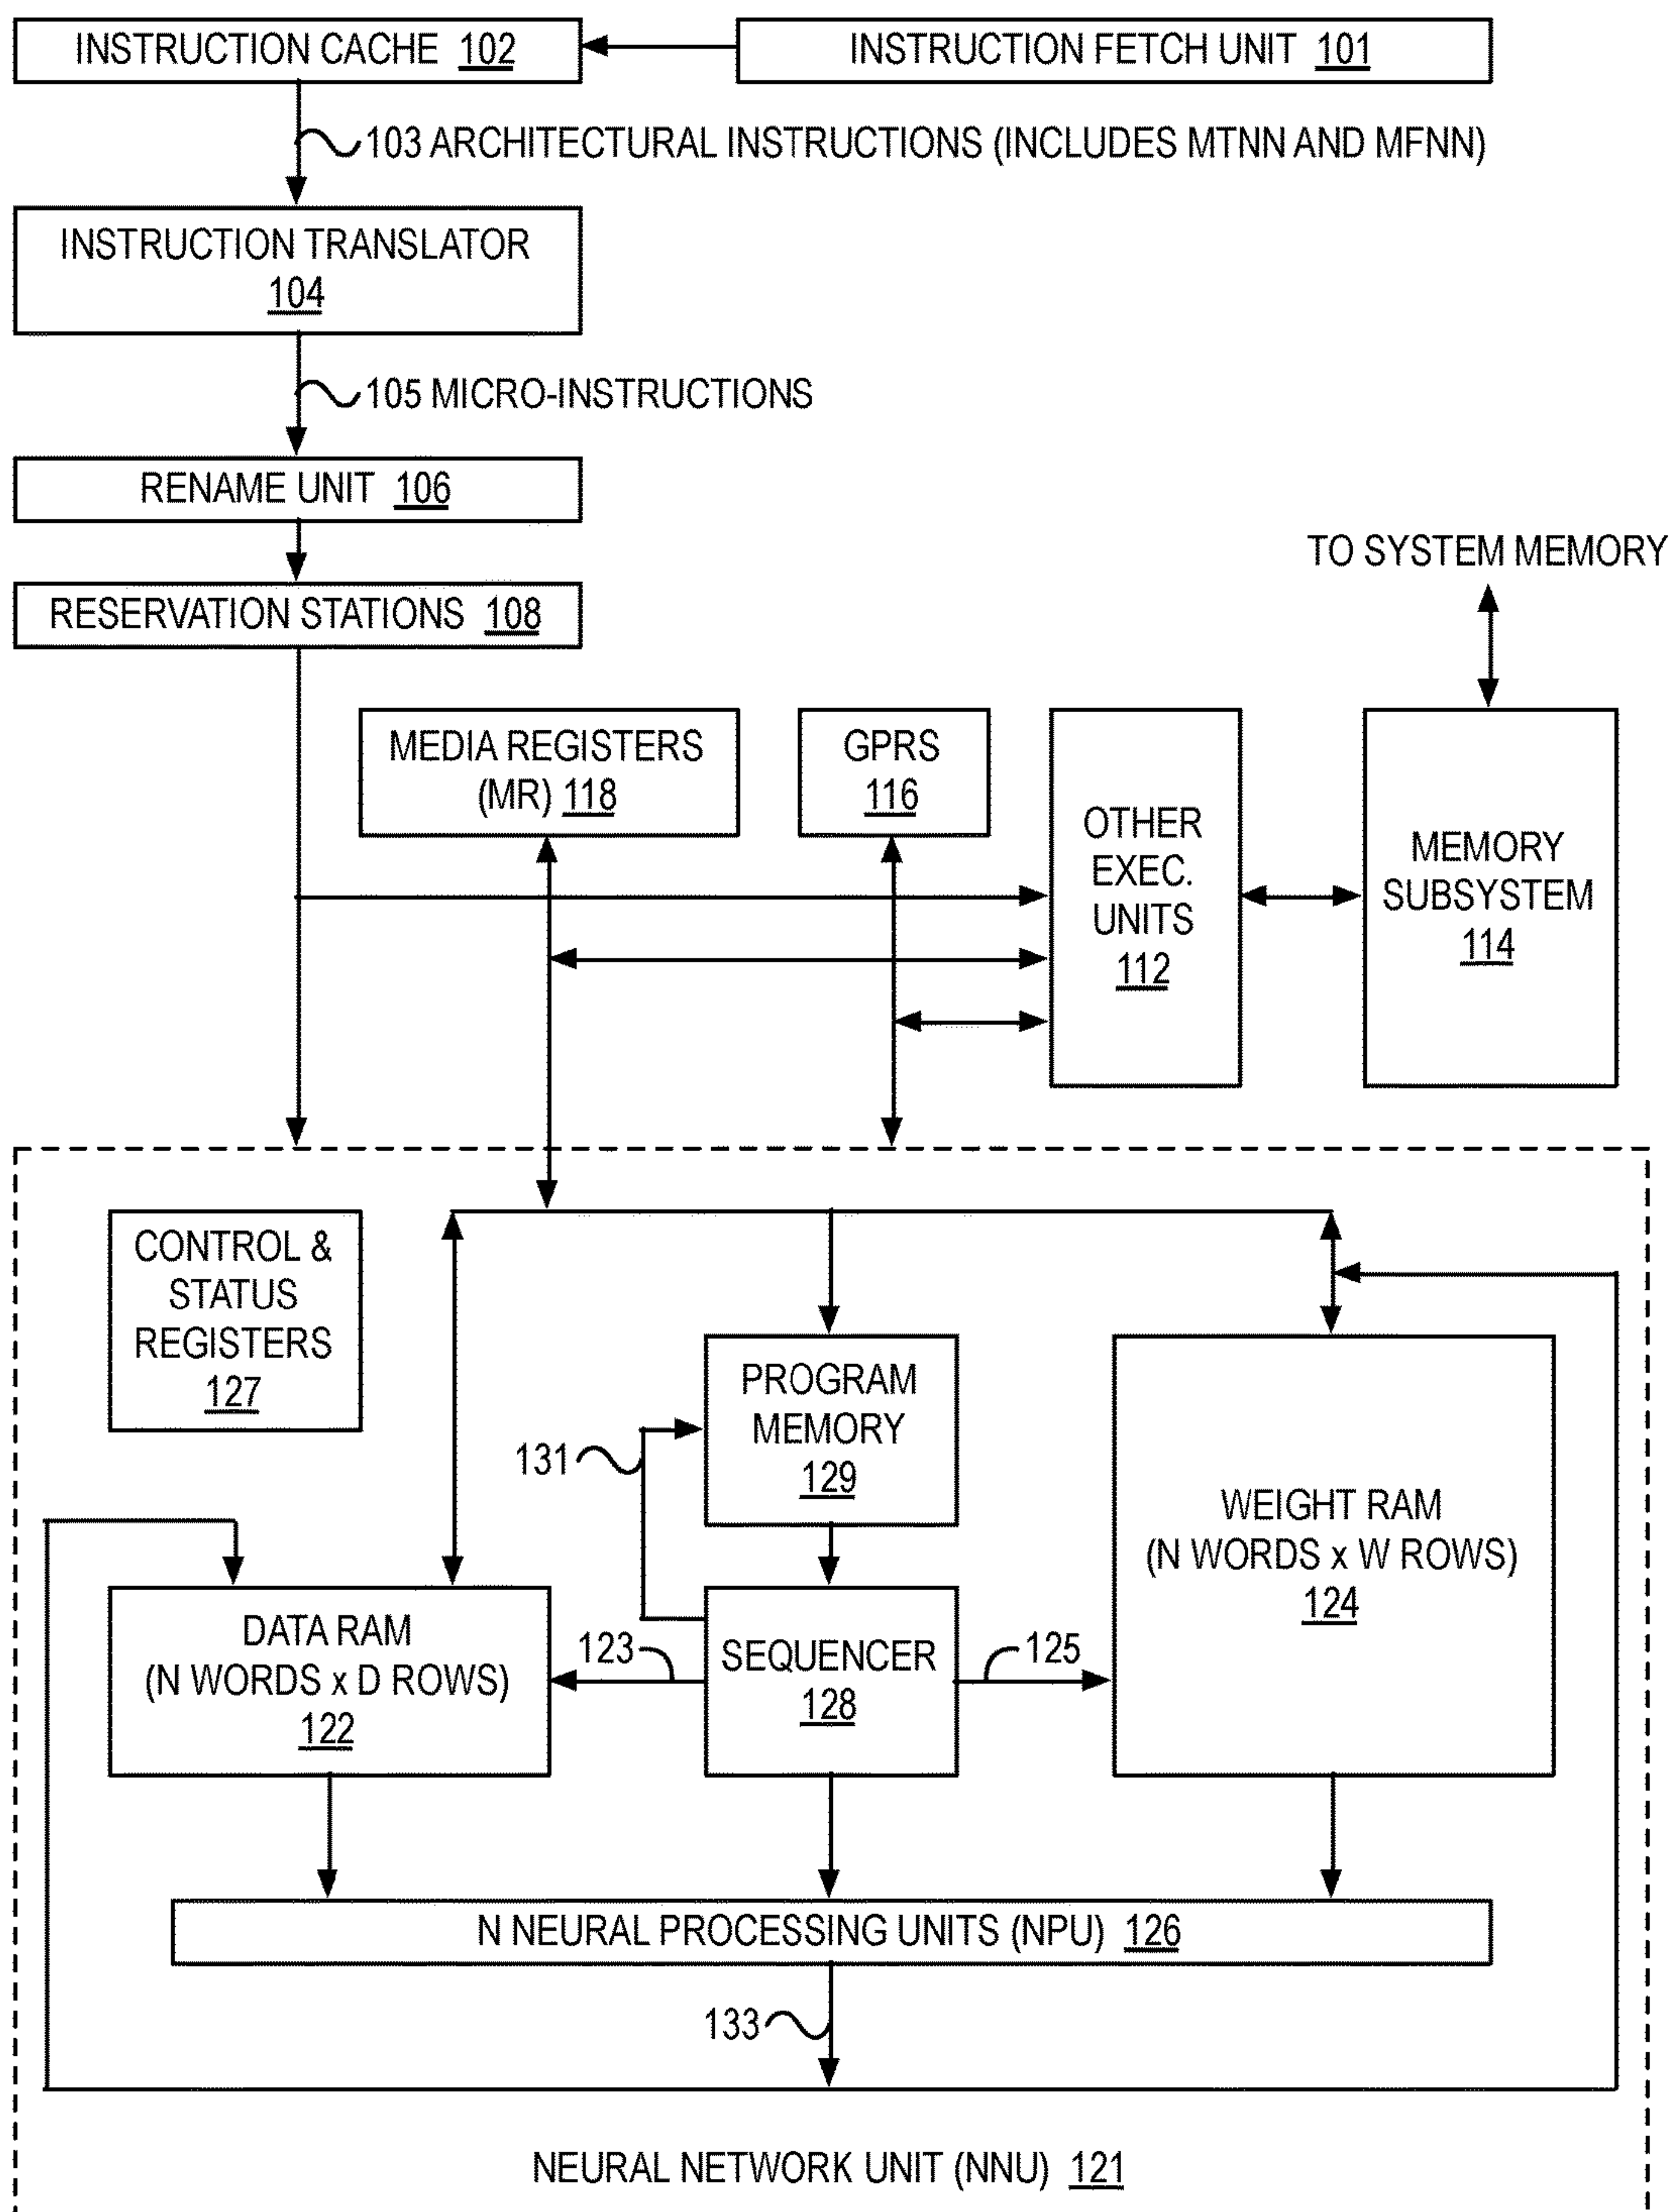 INSTRUCTION CACHE 102
INSTRUCTION FETCH UNIT 101
103 ARCHITECTURAL INSTRUCTIONS (INCLUDES MTNN AND MFNN)
INSTRUCTION TRANSLATOR
104
105 MICRO-INSTRUCTIONS
RENAME UNIT 106
TO SYSTEM MEMORY
RESERVATION STATIONS 108
MEDIA REGISTERS
(MR) 118
GPRS
116
OTHER
EXEC.
UNITS
112
MEMORY
SUBSYSTEM
114
CONTROL &
STATUS
REGISTERS
127
PROGRAM
MEMORY
129
131
WEIGHT RAM
(N WORDS x W ROWS)
124
DATA RAM
(N WORDS x D ROWS)
122
123
SEQUENCER
128
125
N NEURAL PROCESSING UNITS (NPU) 126
133
NEURAL NETWORK UNIT (NNU) 121